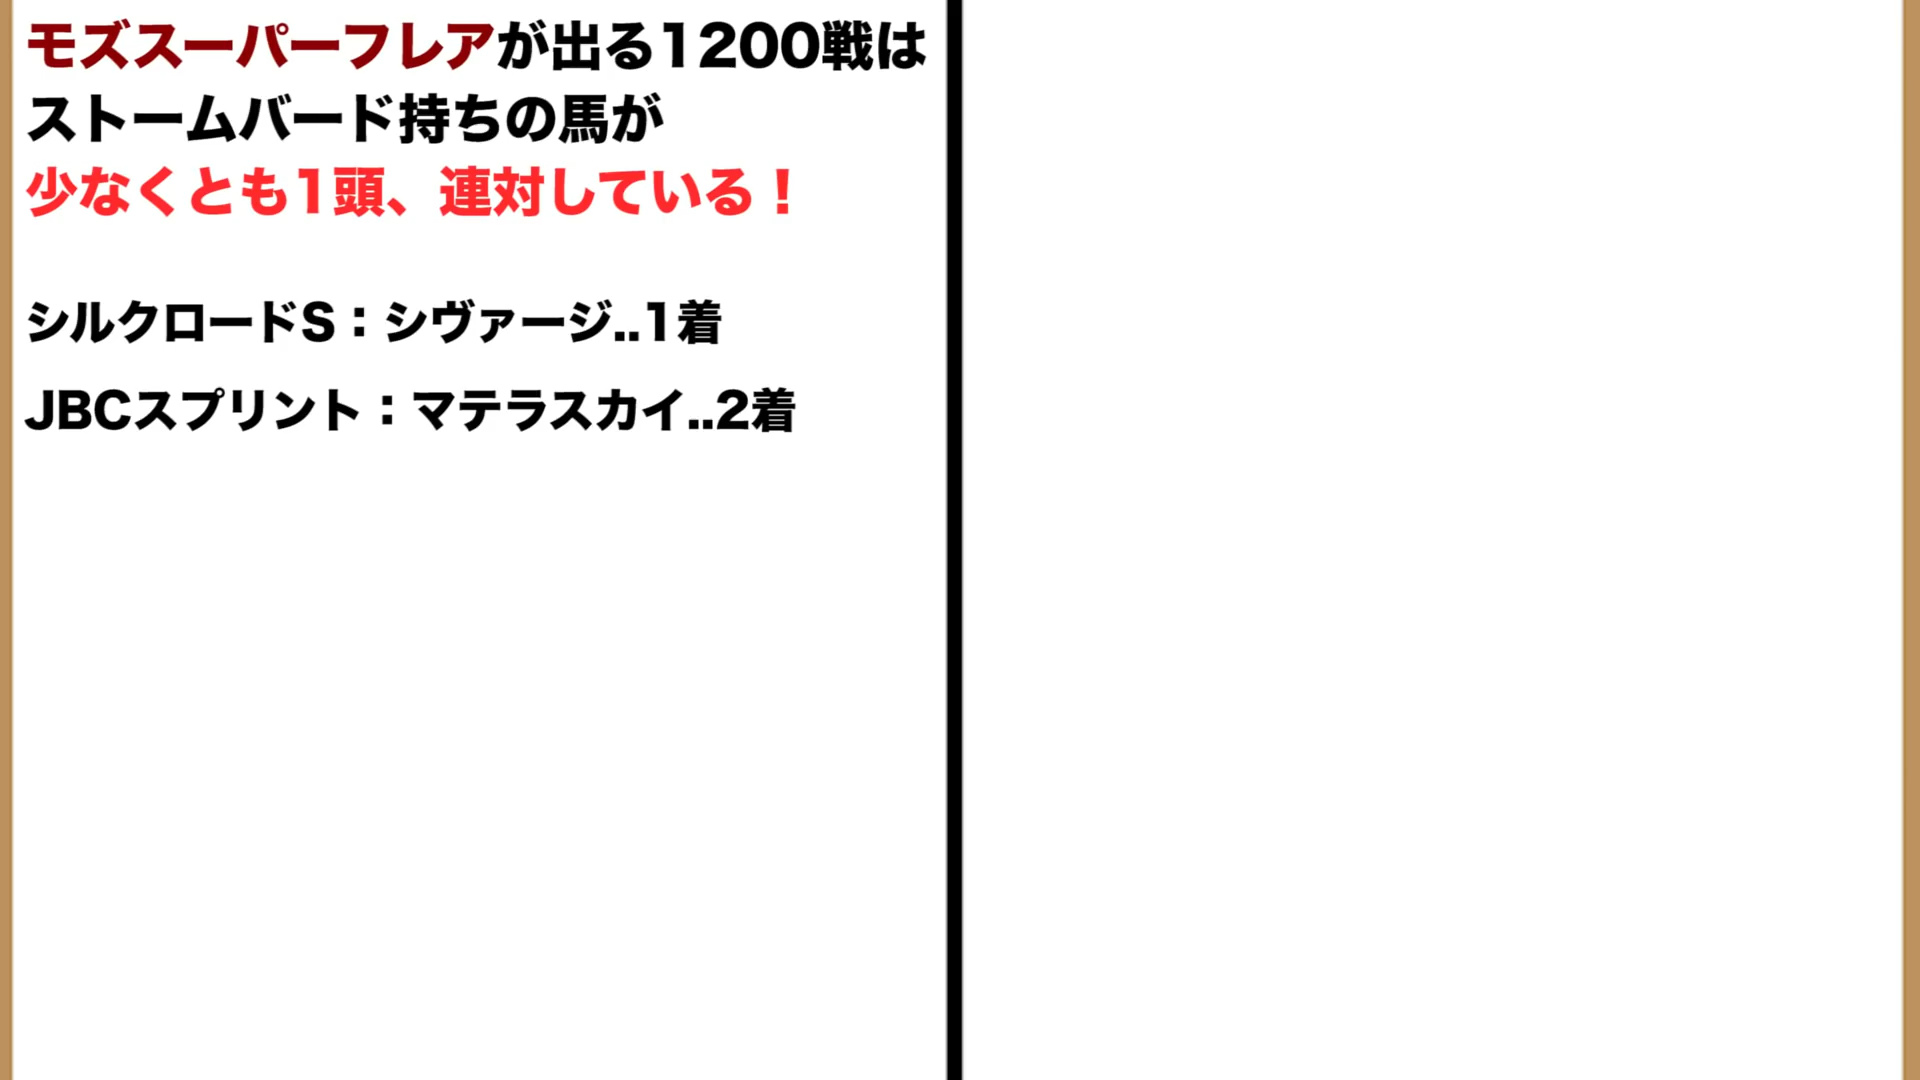 モズスーパーフレアが出る1200戦は
ストームバード持ちの馬が
少なくとも1頭、連対している！
シルクロードS：シヴァージ..1着
JBCスプリント：マテラスカイ..2着